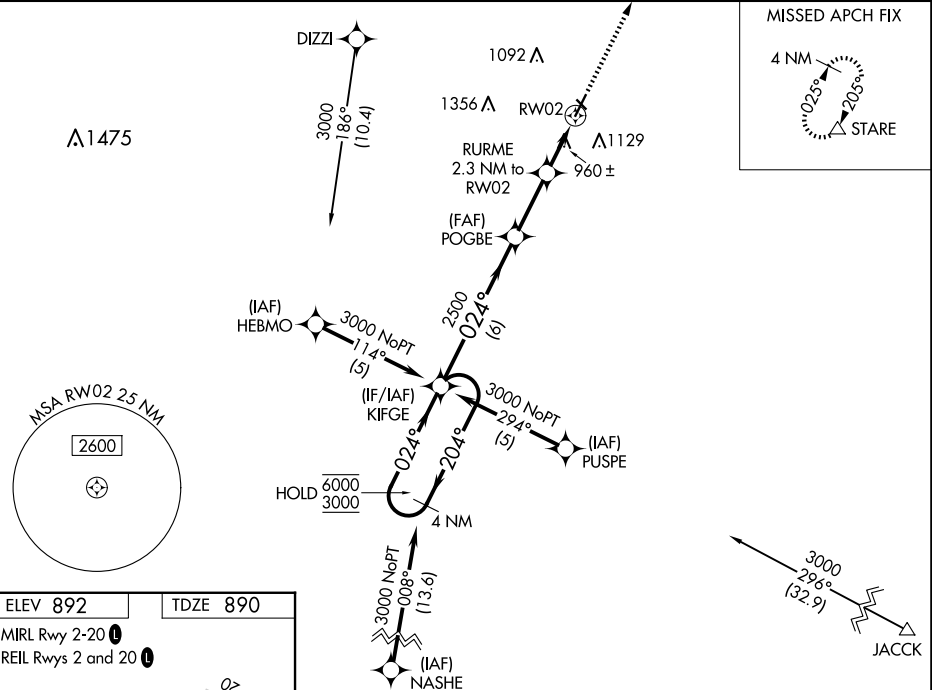 MISSED APCH FIX
4 NM
025°
205°
STARE
DIZZI
3000
186°
(10.4)
1092
1356
RW02
1475
1129
RURME
2.3 NM to
RW02
960 ±
(FAF)
POGBE
2500
024°
(6)
(IAF)
HEBMO
3000 NoPT
114°
(5)
(IF/IAF)
KIFGE
3000 NoPT
294°
(5)
(IAF)
PUSPE
MSA RW02 25 NM
2600
024°
204°
HOLD
6000
3000
4 NM
3000 NoPT
008°
(13.6)
(IAF)
NASHE
3000
296°
(32.9)
JACCK
ELEV 892
TDZE 890
MIRL Rwy 2-20 L
REIL Rwys 2 and 20 L